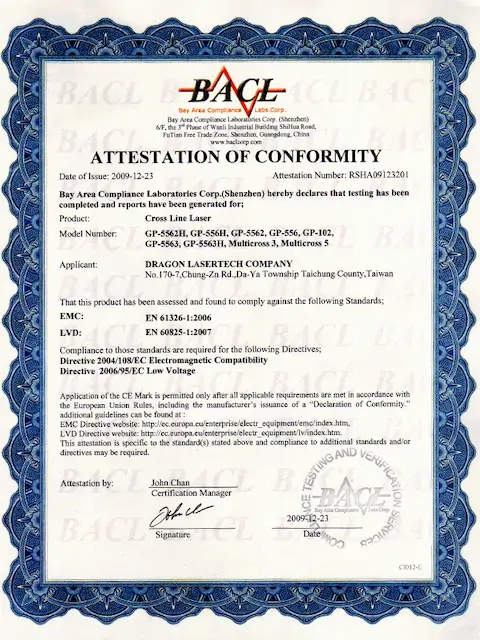 BACL
Bay Area Compliance Labs.Corp.
Bay Area Compliance Laboratories Corp. (Shenzhen)
6/F, the 3rd Phase of Wanli Industrial Building ShiHua Road,
FuTian Free Trade Zone, Shenzhen, Guangdong, China
www.baclcorp.com
ATTESTATION OF CONFORMITY
Date of Issue: 2009-12-23 Attestation Number: RSHA09123201
Bay Area Compliance Laboratories Corp.(Shenzhen) hereby declares that testing has been
completed and reports have been generated for;
Product: Cross Line Laser
Model Number: GP-5562H, GP-556H, GP-5562, GP-556, GP-102,
GP-5563, GP-5563H, Multicross 3, Multicross 5
Applicant: DRAGON LASERTECH COMPANY
No.170-7,Chung-Zn Rd.,Da-Ya Township Taichung County,Taiwan
That this product has been assessed and found to comply against the following Standards;
EMC: EN 61326-1:2006
LVD: EN 60825-1:2007
Compliance to those standards are required for the following Directives;
Directive 2004/108/EC Electromagnetic Compatibility
Directive 2006/95/EC Low Voltage
Application of the CE Mark is permitted only after all applicable requirements are met in accordance with
the European Union Rules, including the manufacturer's issuance of a "Declaration of Conformity."
additional guidelines can be found at :
EMC Directive website: http://ec.europa.eu/enterprise/electr_equipment/emc/index.htm,
LVD Directive website: http://ec.europa.eu/enterprise/electr_equipment/lv/index.htm.
This attestation is specific to the standard(s) stated above and compliance to additional standards and/or
directives may be required.
Attestation by: John Chan
Certification Manager
John C
Signature
2009-12-23
Date
COMPLIANCE TESTING AND VERIFICATION SERVICES
BACL
Bay Area Compliance Labs.Corp
C1012-E